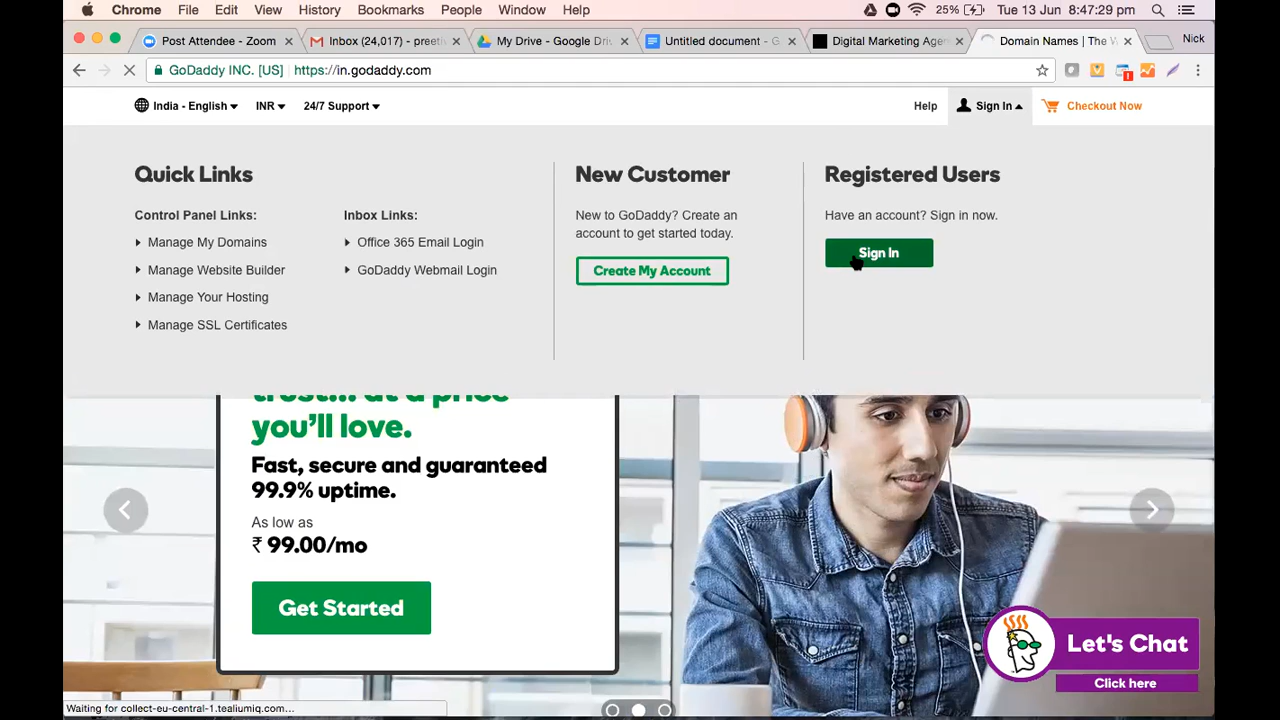 Chrome File Edit View History Bookmarks People Window Help 25% Tue 13 Jun 8:47:29 pm
Post Attendee - Zoom Inbox (24,017) - preeti My Drive - Google Dri Untitled document - G Digital Marketing Agen Domain Names | The W Nick
GoDaddy INC. [US] https://in.godaddy.com
India - English INR 24/7 Support Help Sign In Checkout Now
Quick Links
Control Panel Links:
Manage My Domains
Manage Website Builder
Manage Your Hosting
Manage SSL Certificates
Inbox Links:
Office 365 Email Login
GoDaddy Webmail Login
New Customer
New to GoDaddy? Create an
account to get started today.
Create My Account
Registered Users
Have an account? Sign in now.
Sign In
trust... at a price
you'll love.
Fast, secure and guaranteed
99.9% uptime.
As low as
₹ 99.00/mo
Get Started
Let's Chat
Click here
Waiting for collect-eu-central-1.tealiumiq.com...